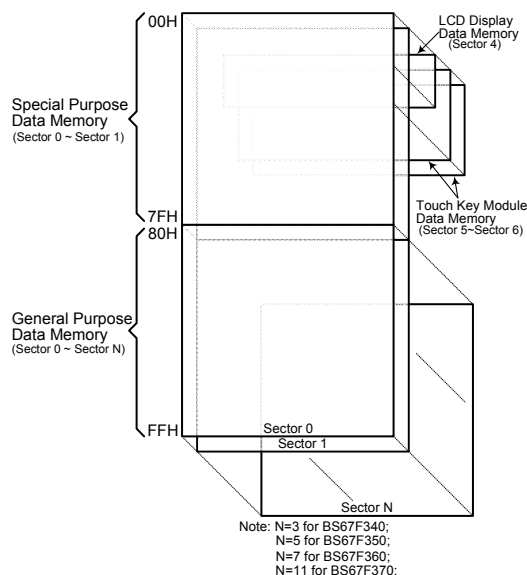 00H
LCD Display
Data Memory
(Sector 4)
Special Purpose
Data Memory
(Sector 0 ~ Sector 1)
Touch Key Module
Data Memory
(Sector 5~Sector 6)
7FH
80H
General Purpose
Data Memory
(Sector 0 ~ Sector N)
FFH
Sector 0
Sector 1
Sector N
Note: N=3 for BS67F340;
N=5 for BS67F350;
N=7 for BS67F360;
N=11 for BS67F370;